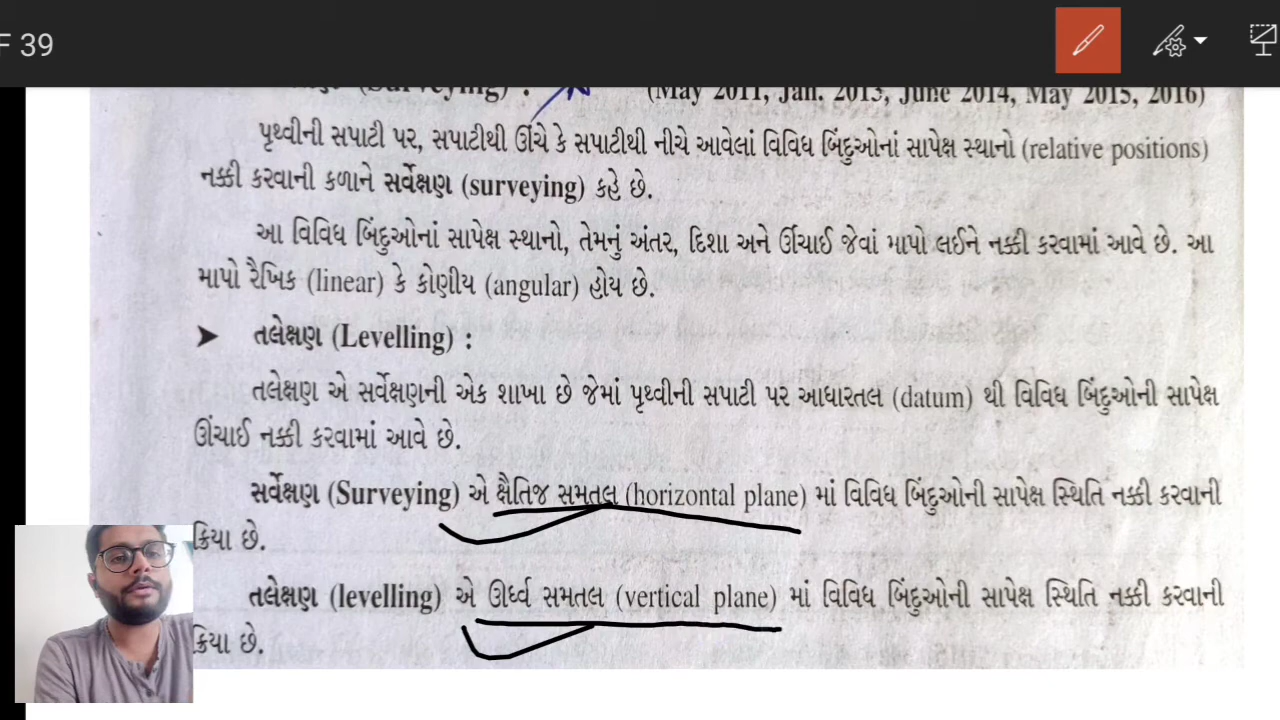 F 39
(Surveying) : (May 2011, Jan. 2013, June 2014, May 2015, 2016)
પૃથ્વીની સપાટી પર, સપાટીથી ઊંચે કે સપાટીથી નીચે આવેલાં વિવિધ બિંદુઓનાં સાપેક્ષ સ્થાનો (relative positions)
નક્કી કરવાની કળાને સર્વેક્ષણ (surveying) કહે છે.
આ વિવિધ બિંદુઓનાં સાપેક્ષ સ્થાનો, તેમનું અંતર, દિશા અને ઊંચાઈ જેવાં માપો લઈને નક્કી કરવામાં આવે છે. આ
માપો રૈખિક (linear) કે કોણીય (angular) હોય છે.
➤ તલેક્ષણ (Levelling) :
તલેક્ષણ એ સર્વેક્ષણની એક શાખા છે જેમાં પૃથ્વીની સપાટી પર આધારતલ (datum) થી વિવિધ બિંદુઓની સાપેક્ષ
ઊંચાઈ નક્કી કરવામાં આવે છે.
સર્વેક્ષણ (Surveying) એ ક્ષૈતિજ સમતલ (horizontal plane) માં વિવિધ બિંદુઓની સાપેક્ષ સ્થિતિ નક્કી કરવાની
ક્રિયા છે.
તલેક્ષણ (levelling) એ ઊર્ધ્વ સમતલ (vertical plane) માં વિવિધ બિંદુઓની સાપેક્ષ સ્થિતિ નક્કી કરવાની
ક્રિયા છે.